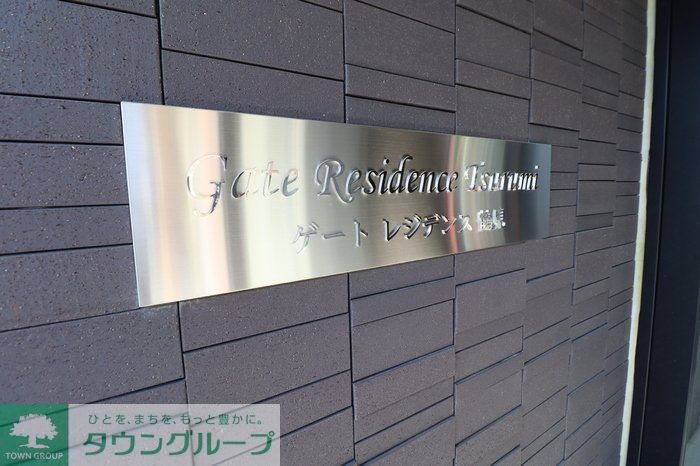 Gate Residence Tsurumi
ゲート レジデンス 鶴見
ひとを、まちを、もっと豊かに。
タウングループ
TOWN GROUP